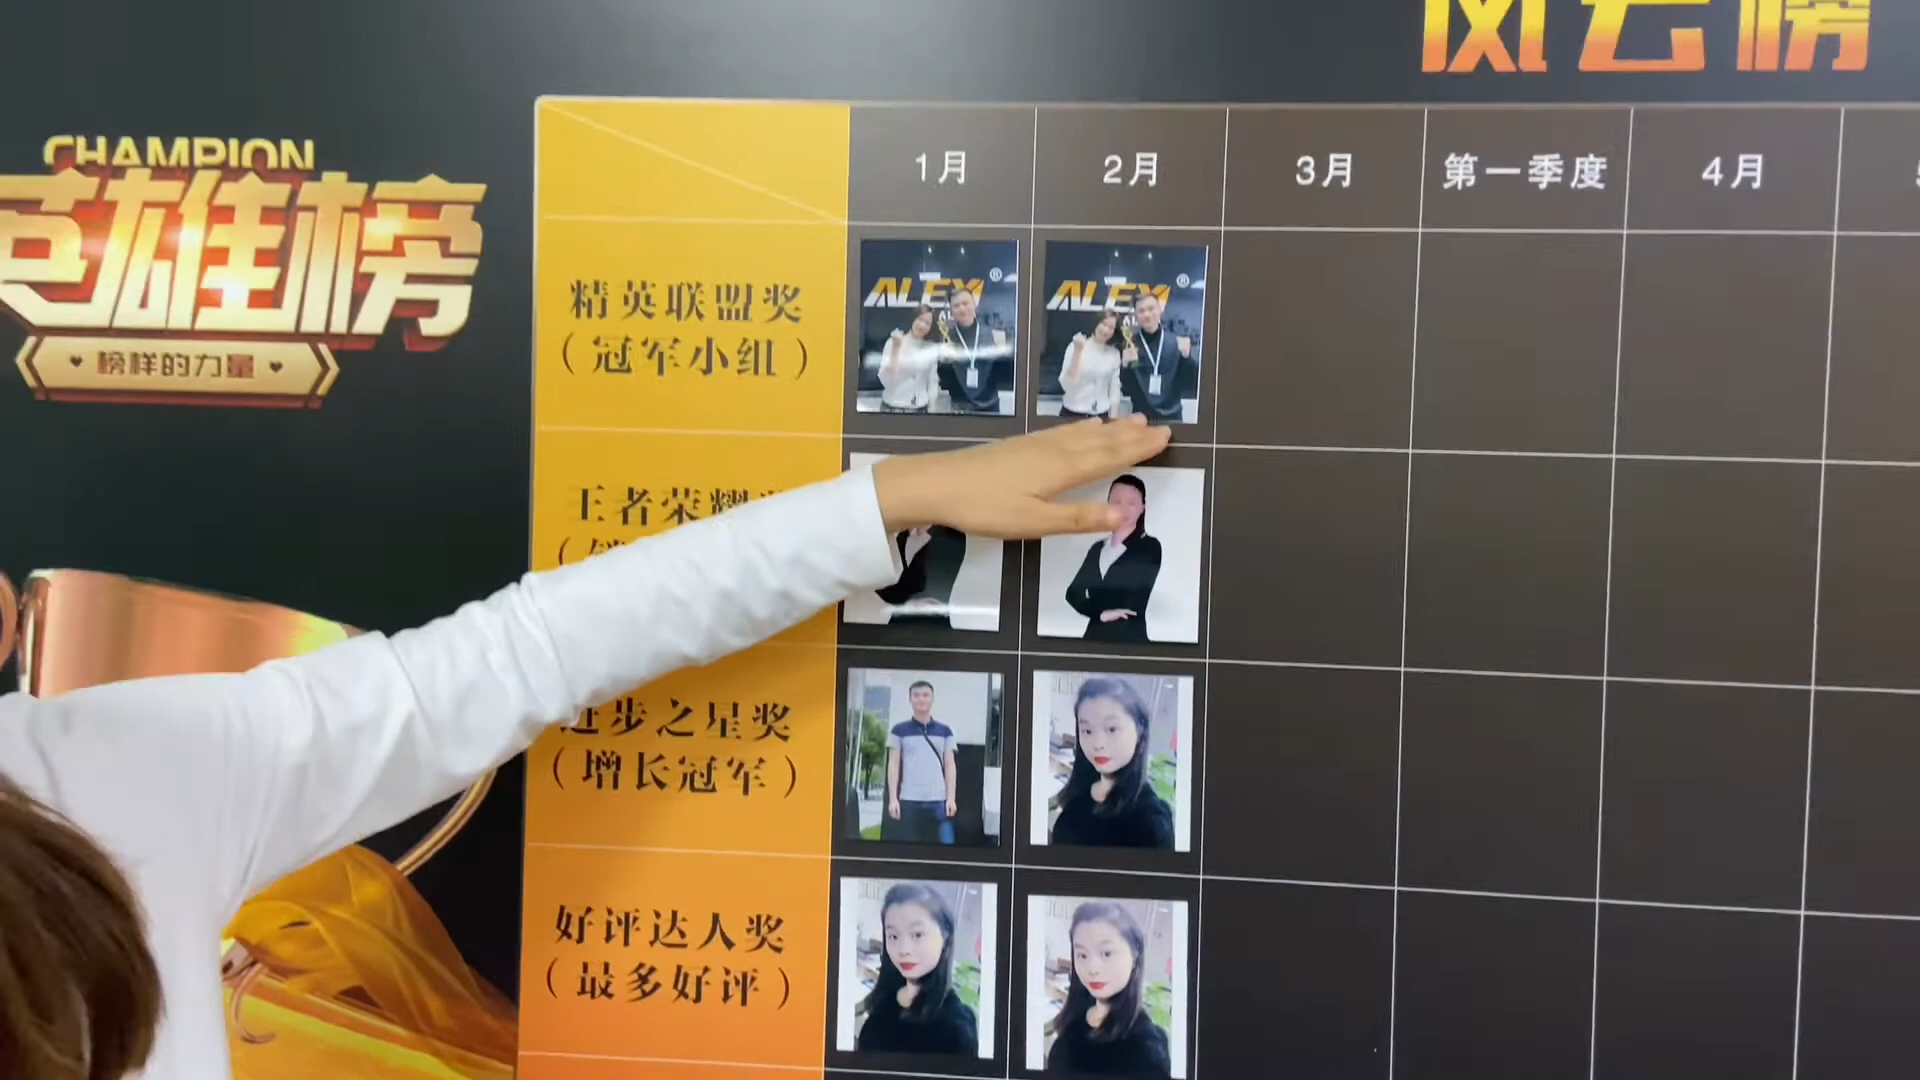 风云榜
CHAMPION
英雄榜
榜样的力量
1月
2月
3月
第一季度
4月
精英联盟奖
（冠军小组）
ALEX ®
ALEX ®
王者荣耀
进步之星奖
（增长冠军）
好评达人奖
（最多好评）